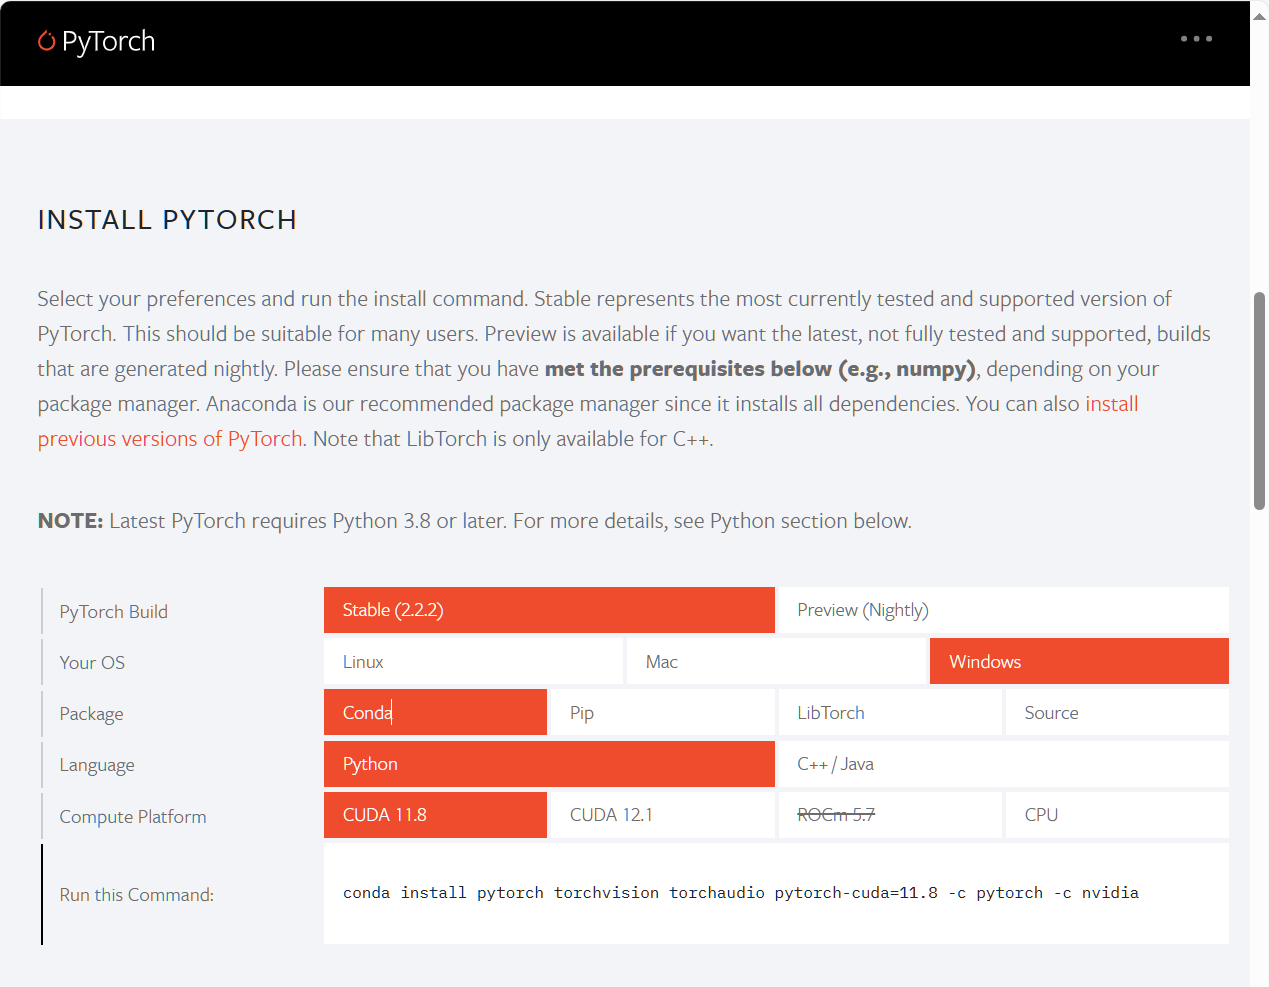 PyTorch
INSTALL PYTORCH
Select your preferences and run the install command. Stable represents the most currently tested and supported version of
PyTorch. This should be suitable for many users. Preview is available if you want the latest, not fully tested and supported, builds
that are generated nightly. Please ensure that you have met the prerequisites below (e.g., numpy), depending on your
package manager. Anaconda is our recommended package manager since it installs all dependencies. You can also install
previous versions of PyTorch. Note that LibTorch is only available for C++.
NOTE: Latest PyTorch requires Python 3.8 or later. For more details, see Python section below.
PyTorch Build Stable (2.2.2) Preview (Nightly)
Your OS Linux Mac Windows
Package Conda Pip LibTorch Source
Language Python C++ / Java
Compute Platform CUDA 11.8 CUDA 12.1 ROCm 5.7 CPU
Run this Command: conda install pytorch torchvision torchaudio pytorch-cuda=11.8 -c pytorch -c nvidia